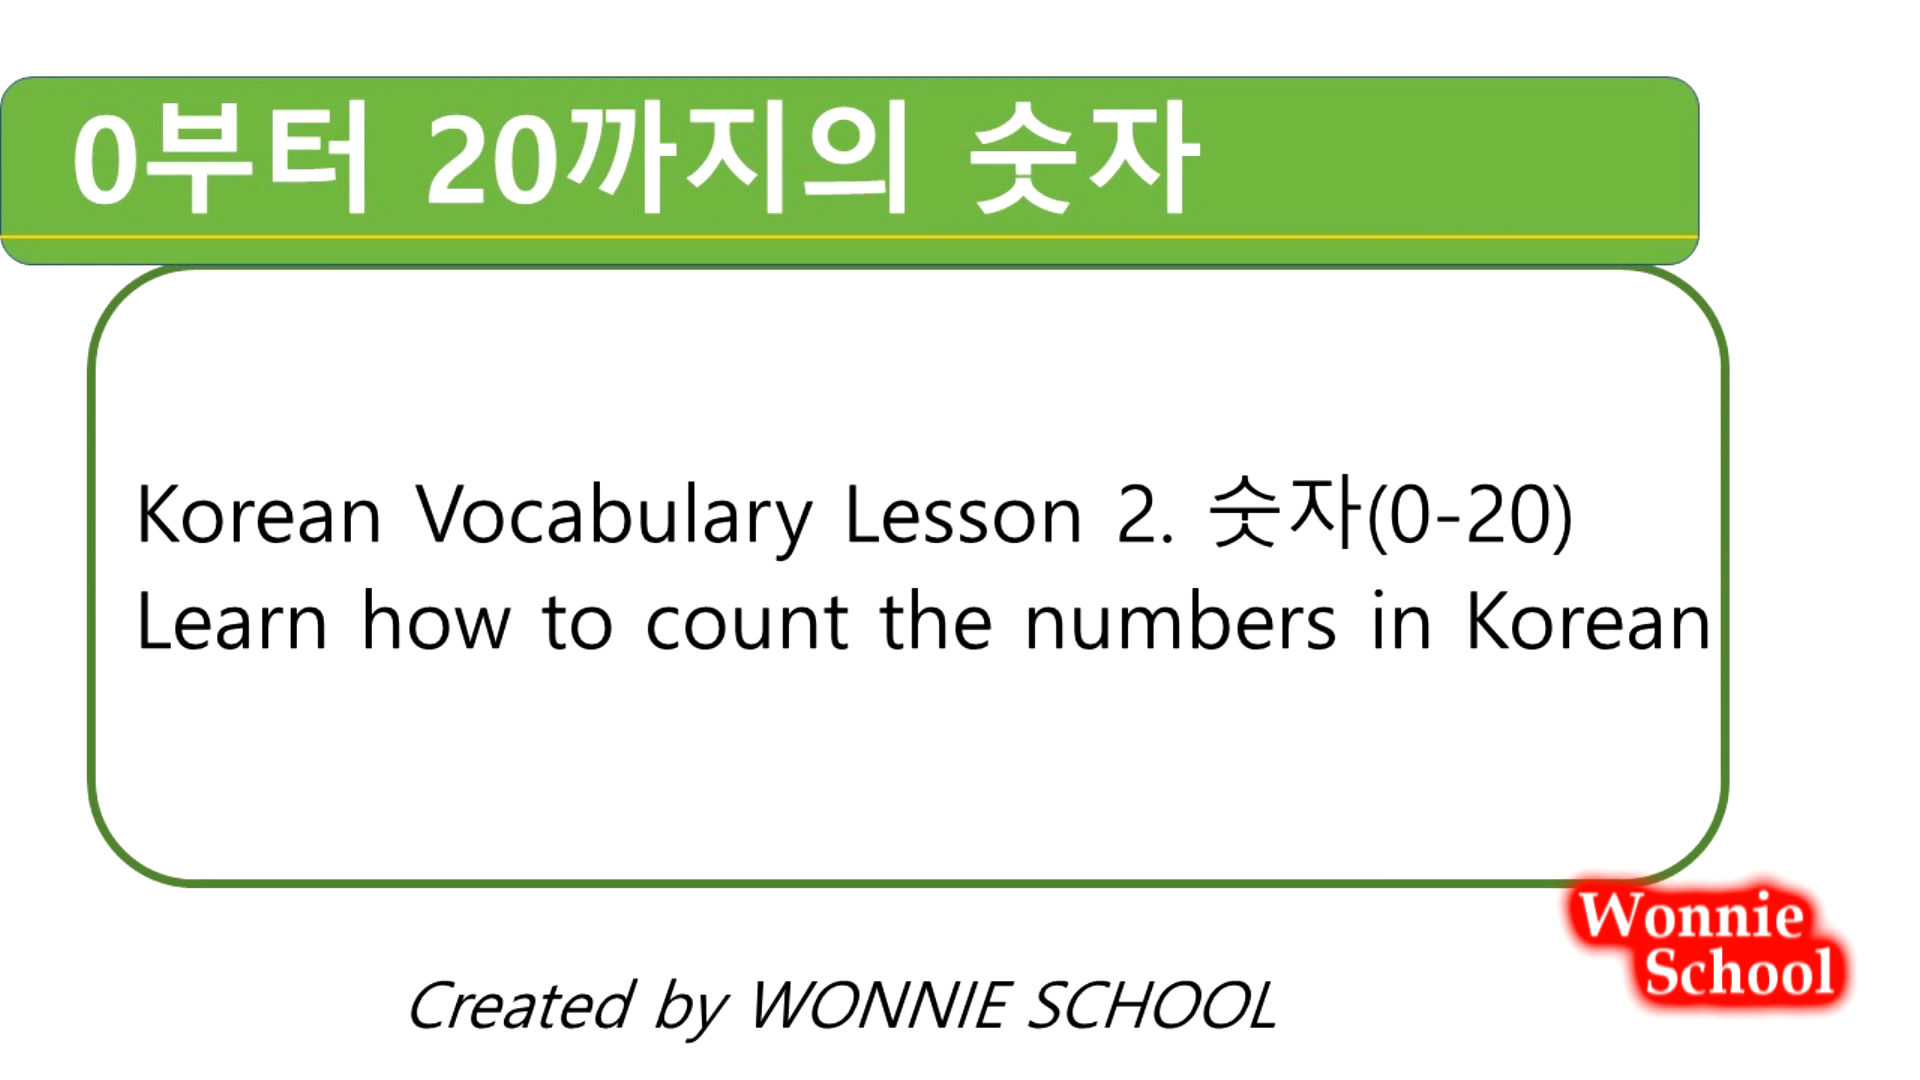 0부터 20까지의 숫자
Korean Vocabulary Lesson 2. 숫자(0-20)
Learn how to count the numbers in Korean
Wonnie
School
Created by WONNIE SCHOOL